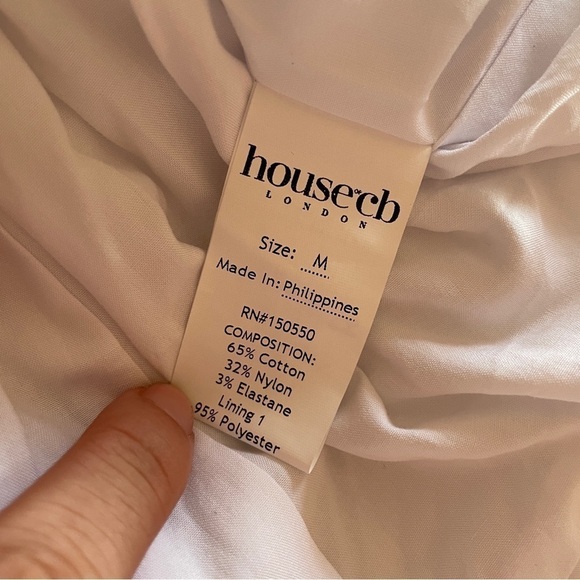 house of cb
LONDON
Size: M
Made In: Philippines
RN#150550
COMPOSITION:
65% Cotton
32% Nylon
3% Elastane
Lining 1
95% Polyester